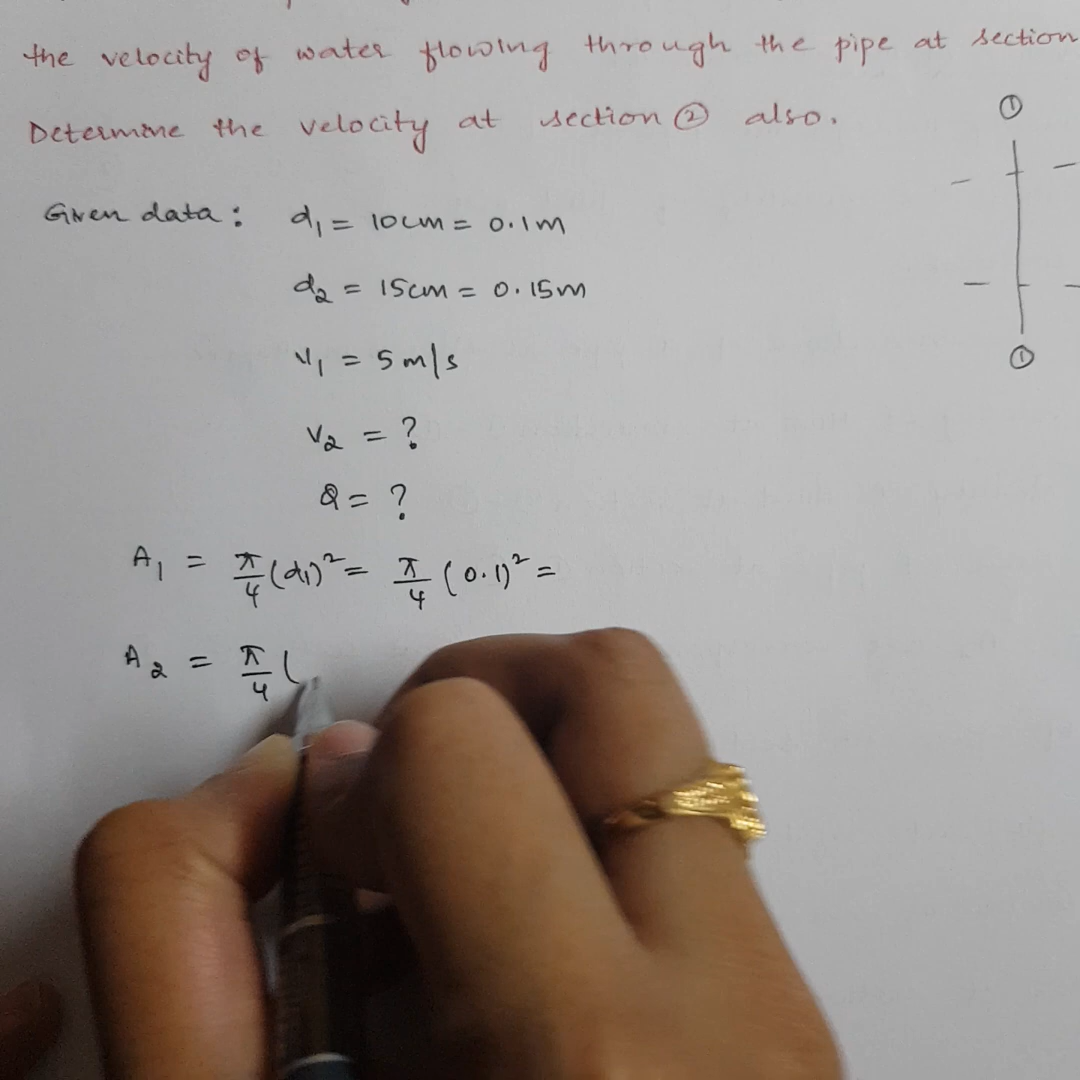 the velocity of water flowing through the pipe at section
Determine the velocity at section ② also.
①
Given data : d₁ = 10cm = 0.1m
d₂ = 15cm = 0.15m
v₁ = 5 m/s
①
v₂ = ?
Q = ?
A₁ = π/4 (d₁)² = π/4 (0.1)² =
A₂ = π/4 (